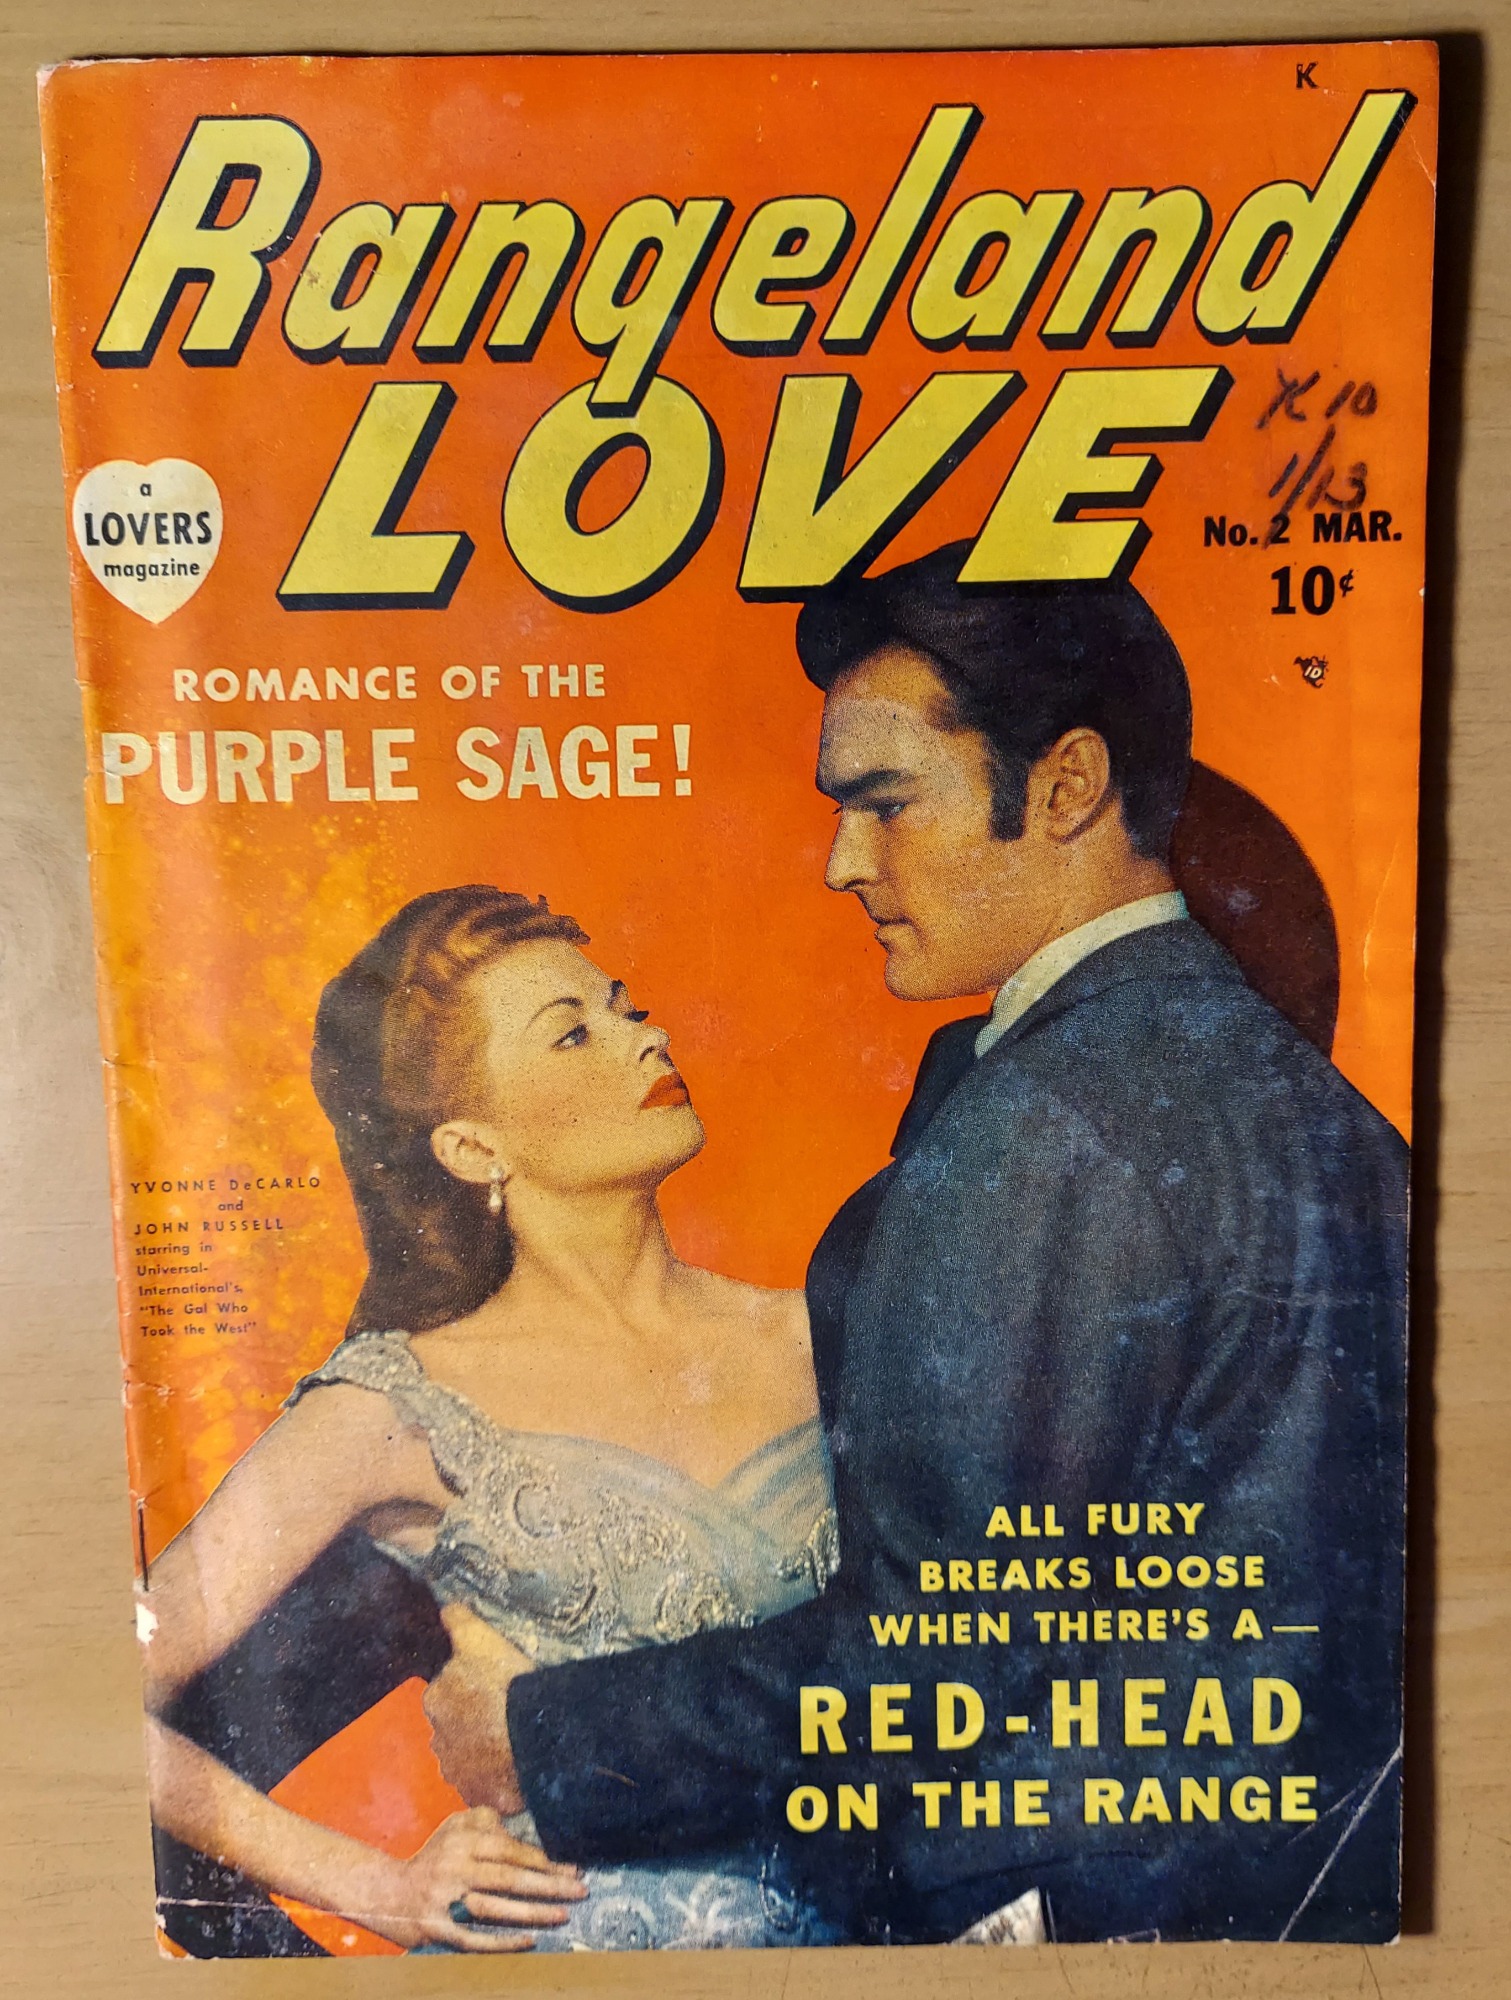 K
Rangeland
LOVE
K 10
1/13
No. 2 MAR.
10¢
ID
a
LOVERS
magazine
ROMANCE OF THE
PURPLE SAGE!
YVONNE DeCARLO
and
JOHN RUSSELL
starring in
Universal-
International's,
"The Gal Who
Took the West"
ALL FURY
BREAKS LOOSE
WHEN THERE'S A—
RED-HEAD
ON THE RANGE